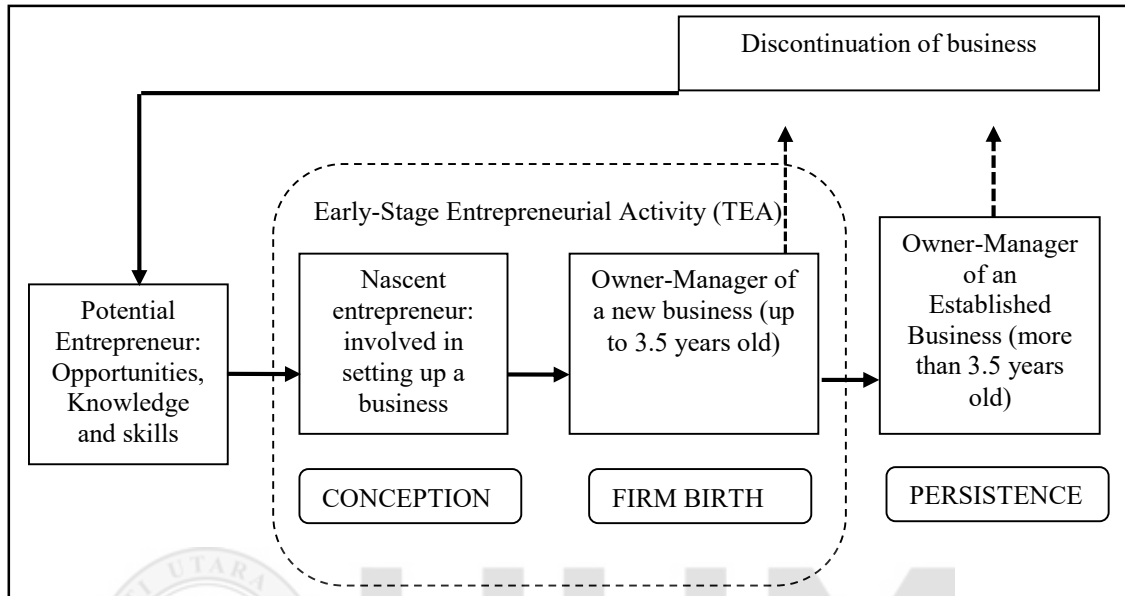 Discontinuation of business
Early-Stage Entrepreneurial Activity (TEA)
Potential
Entrepreneur:
Opportunities,
Knowledge
and skills
Nascent
entrepreneur:
involved in
setting up a
business
Owner-Manager of
a new business (up
to 3.5 years old)
Owner-Manager
of an
Established
Business (more
than 3.5 years
old)
CONCEPTION
FIRM BIRTH
PERSISTENCE
UTARA